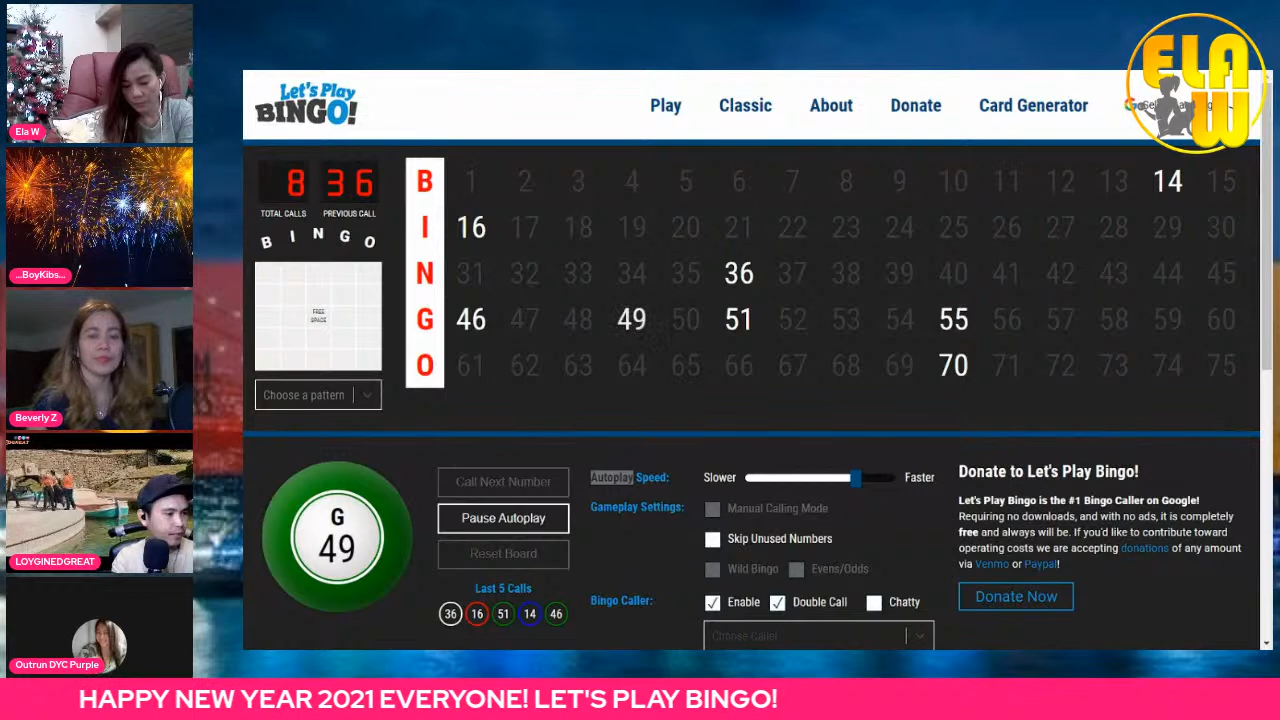 Ela W
...BoyKibs...
Beverly Z
LOYGINEDGREAT
Outrun DYC Purple
ELA
W
Let's Play
BINGO!
Play
Classic
About
Donate
Card Generator
8
36
TOTAL CALLS
PREVIOUS CALL
B I N G O
FREE
SPACE
Choose a pattern
B 1 2 3 4 5 6 7 8 9 10 11 12 13 14 15
I 16 17 18 19 20 21 22 23 24 25 26 27 28 29 30
N 31 32 33 34 35 36 37 38 39 40 41 42 43 44 45
G 46 47 48 49 50 51 52 53 54 55 56 57 58 59 60
O 61 62 63 64 65 66 67 68 69 70 71 72 73 74 75
G
49
Call Next Number
Pause Autoplay
Reset Board
Last 5 Calls
36 16 51 14 46
Autoplay Speed:
Slower
Faster
Gameplay Settings:
Manual Calling Mode
Skip Unused Numbers
Wild Bingo
Evens/Odds
Bingo Caller:
Enable
Double Call
Chatty
Choose Caller
Donate to Let's Play Bingo!
Let's Play Bingo is the #1 Bingo Caller on Google!
Requiring no downloads, and with no ads, it is completely
free and always will be. If you'd like to contribute toward
operating costs we are accepting donations of any amount
via Venmo or Paypal!
Donate Now
HAPPY NEW YEAR 2021 EVERYONE! LET'S PLAY BINGO!